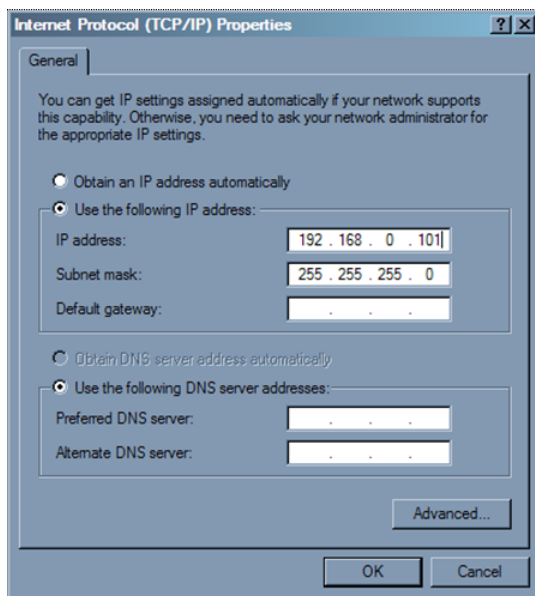 Internet Protocol (TCP/IP) Properties
General
You can get IP settings assigned automatically if your network supports
this capability. Otherwise, you need to ask your network administrator for
the appropriate IP settings.
Obtain an IP address automatically
Use the following IP address:
IP address: 192 . 168 . 0 . 101
Subnet mask: 255 . 255 . 255 . 0
Default gateway: . . .
Obtain DNS server address automatically
Use the following DNS server addresses:
Preferred DNS server: . . .
Alternate DNS server: . . .
Advanced...
OK Cancel